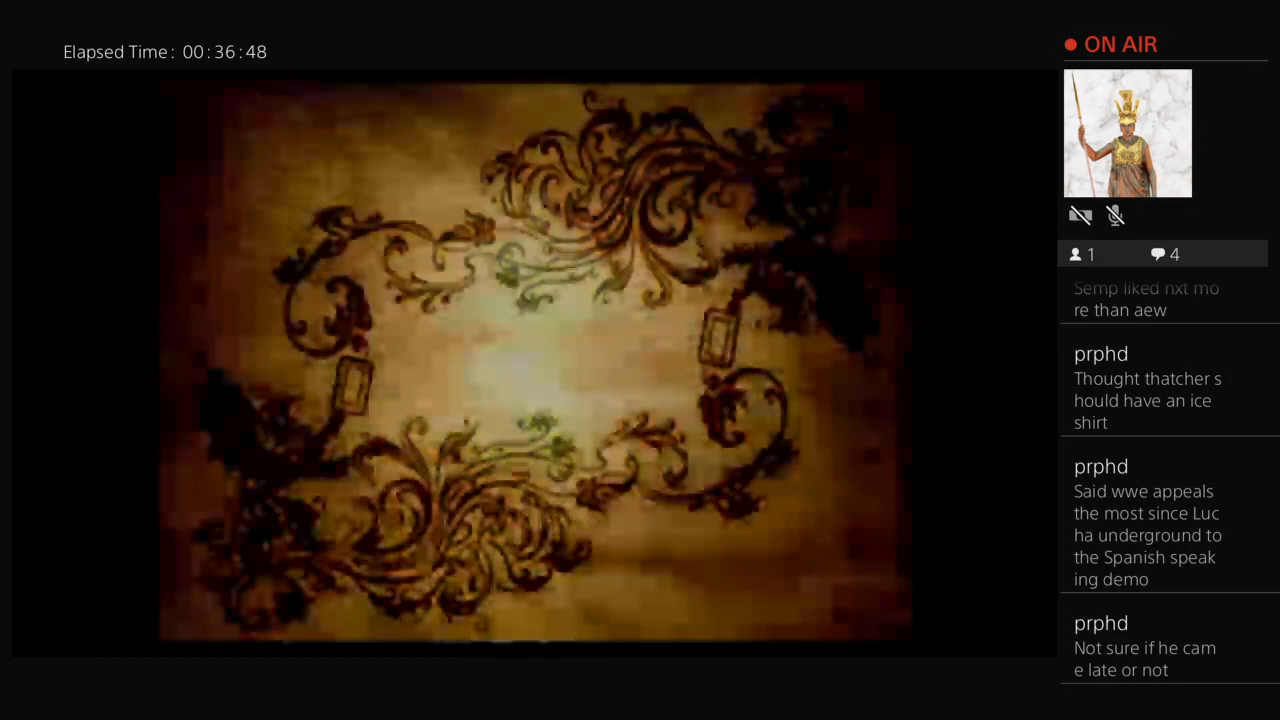 Elapsed Time: 00:36:48
ON AIR
1 4
Semp liked nxt mo
re than aew
prphd
Thought thatcher s
hould have an ice
shirt
prphd
Said wwe appeals
the most since Luc
ha underground to
the Spanish speak
ing demo
prphd
Not sure if he cam
e late or not